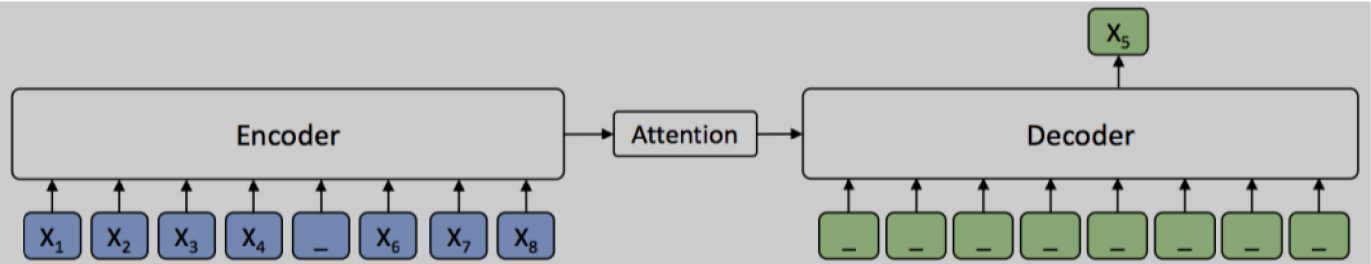 X₅
Encoder Attention Decoder
X₁ X₂ X₃ X₄ _ X₆ X₇ X₈ _ _ _ _ _ _ _ _